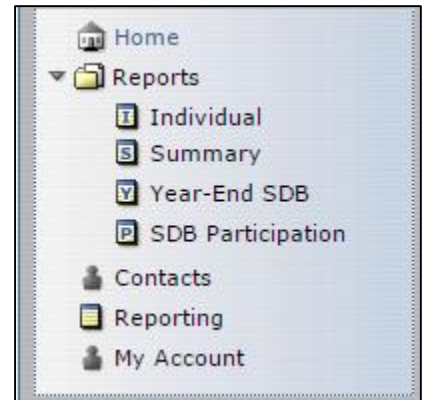 Home
Reports
I Individual
S Summary
Y Year-End SDB
P SDB Participation
Contacts
Reporting
My Account